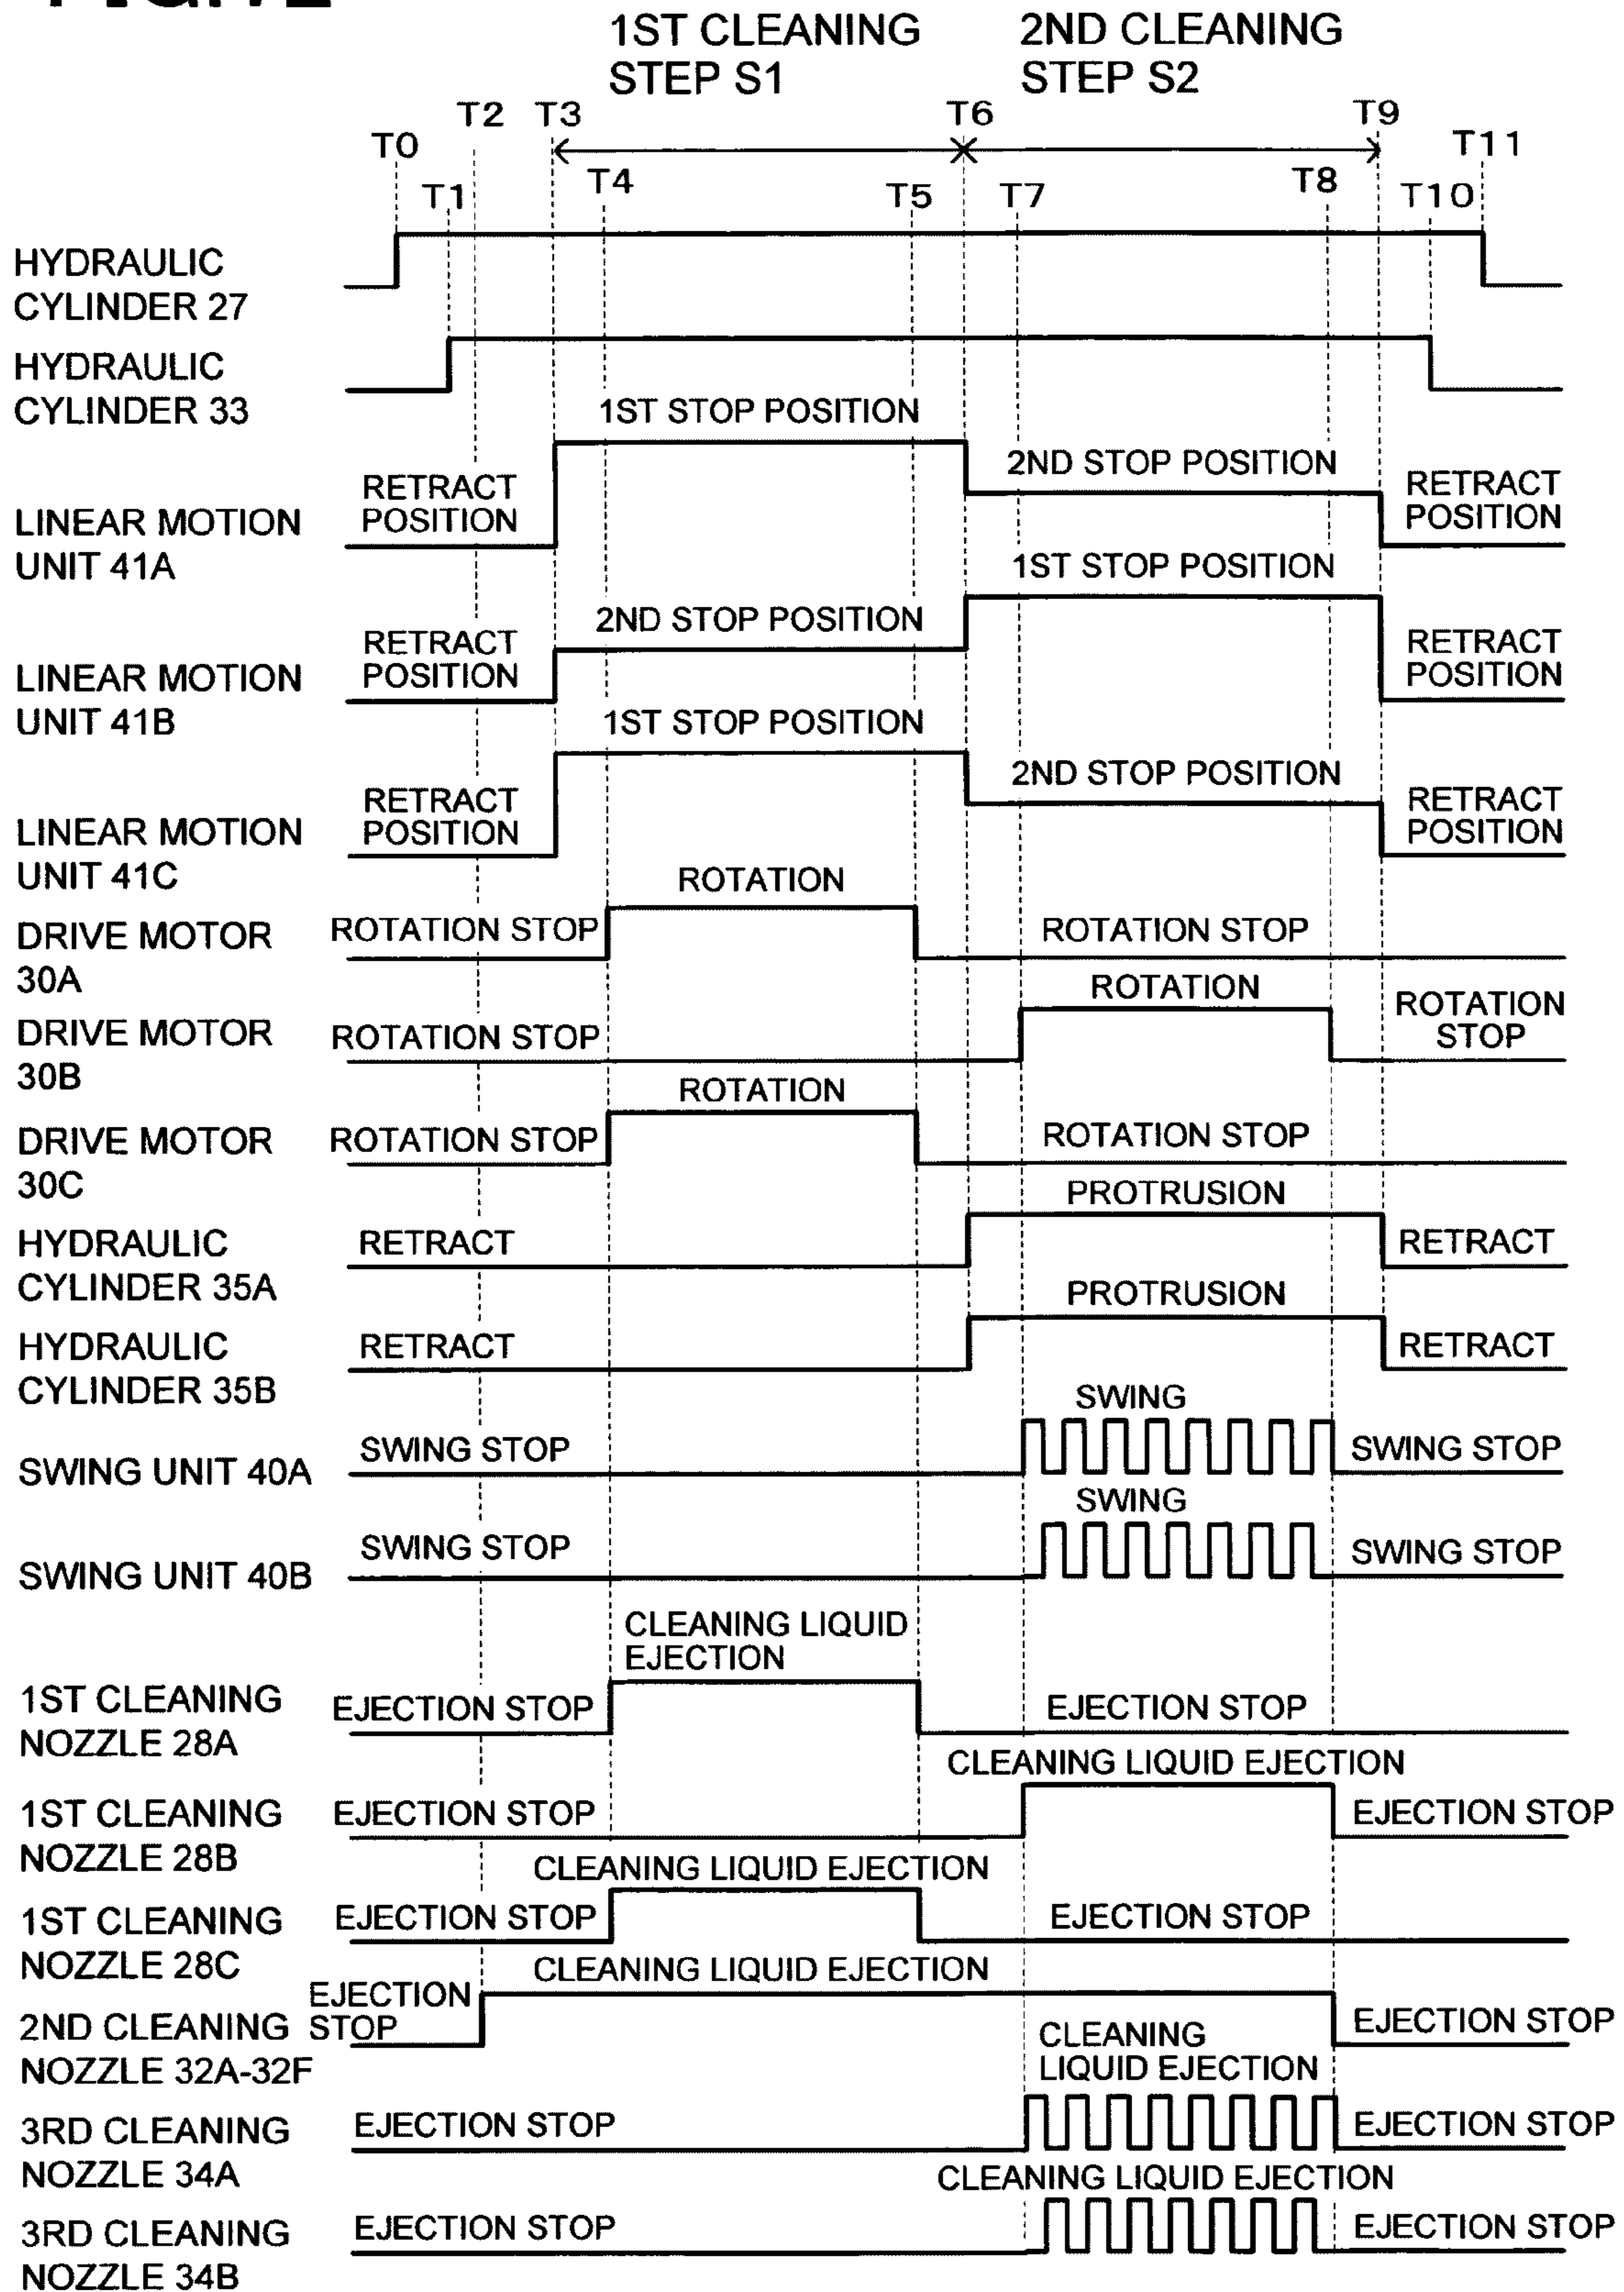 1ST CLEANING
STEP S1
2ND CLEANING
STEP S2
T2
T3
T6
T9
T0
T11
T4
T8
T1
T5
T7
T10
HYDRAULIC
CYLINDER 27
HYDRAULIC
CYLINDER 33
1ST STOP POSITION
2ND STOP POSITION
RETRACT
POSITION
RETRACT
POSITION
LINEAR MOTION
UNIT 41A
1ST STOP POSITION
2ND STOP POSITION
RETRACT
POSITION
RETRACT
POSITION
LINEAR MOTION
UNIT 41B
1ST STOP POSITION
2ND STOP POSITION
RETRACT
POSITION
RETRACT
POSITION
LINEAR MOTION
UNIT 41C
ROTATION
DRIVE MOTOR
30A
ROTATION STOP
ROTATION STOP
ROTATION
DRIVE MOTOR
30B
ROTATION STOP
ROTATION
STOP
ROTATION
DRIVE MOTOR
30C
ROTATION STOP
ROTATION STOP
PROTRUSION
HYDRAULIC
CYLINDER 35A
RETRACT
RETRACT
PROTRUSION
HYDRAULIC
CYLINDER 35B
RETRACT
RETRACT
SWING
SWING UNIT 40A
SWING STOP
SWING STOP
SWING
SWING UNIT 40B
SWING STOP
SWING STOP
CLEANING LIQUID
EJECTION
1ST CLEANING
NOZZLE 28A
EJECTION STOP
EJECTION STOP
CLEANING LIQUID EJECTION
1ST CLEANING
NOZZLE 28B
EJECTION STOP
EJECTION STOP
CLEANING LIQUID EJECTION
1ST CLEANING
NOZZLE 28C
EJECTION STOP
EJECTION STOP
CLEANING LIQUID EJECTION
EJECTION
STOP
2ND CLEANING
NOZZLE 32A-32F
EJECTION STOP
CLEANING
LIQUID EJECTION
3RD CLEANING
NOZZLE 34A
EJECTION STOP
EJECTION STOP
CLEANING LIQUID EJECTION
3RD CLEANING
NOZZLE 34B
EJECTION STOP
EJECTION STOP